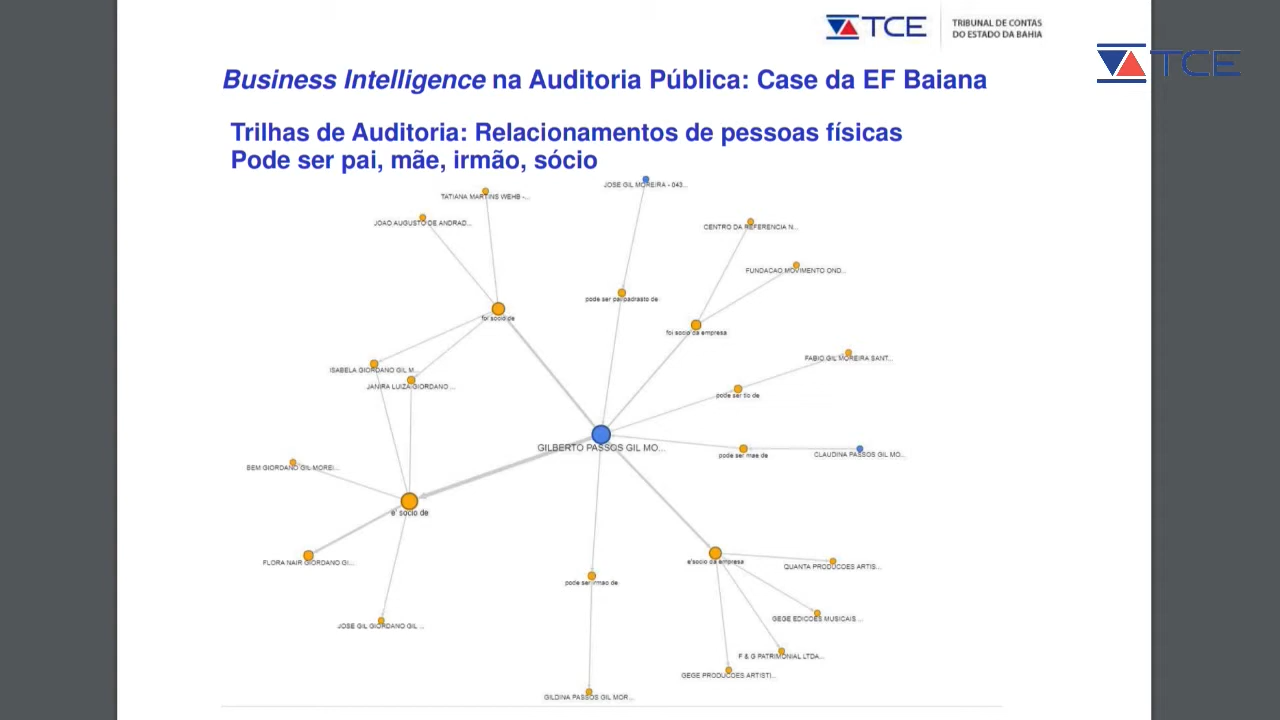 TCE
TRIBUNAL DE CONTAS
DO ESTADO DA BAHIA
TCE
Business Intelligence na Auditoria Pública: Case da EF Baiana
Trilhas de Auditoria: Relacionamentos de pessoas físicas
Pode ser pai, mãe, irmão, sócio
JOSE GIL MOREIRA - 043...
TATIANA MARTINS WEHB -...
JOAO AUGUSTO DE ANDRAD...
CENTRO DA REFERENCIA N...
FUNDACAO MOVIMENTO OND...
pode ser pai/padrasto de
foi socio de
foi socio da empresa
FABIO GIL MOREIRA SANT...
ISABELA GIORDANO GIL M...
JANIRA LUIZA GIORDANO ...
pode ser tio de
GILBERTO PASSOS GIL MO...
pode ser mae de
CLAUDINA PASSOS GIL MO...
BEM GIORDANO GIL MOREI...
e' socio de
FLORA NAIR GIORDANO GI...
e'socio da empresa
QUANTA PRODUCOES ARTIS...
pode ser irmao de
GEGE EDICOES MUSICAIS ...
JOSE GIL GIORDANO GIL ...
F & G PATRIMONIAL LTDA...
GEGE PRODUCOES ARTISTI...
GILDINA PASSOS GIL MOR...